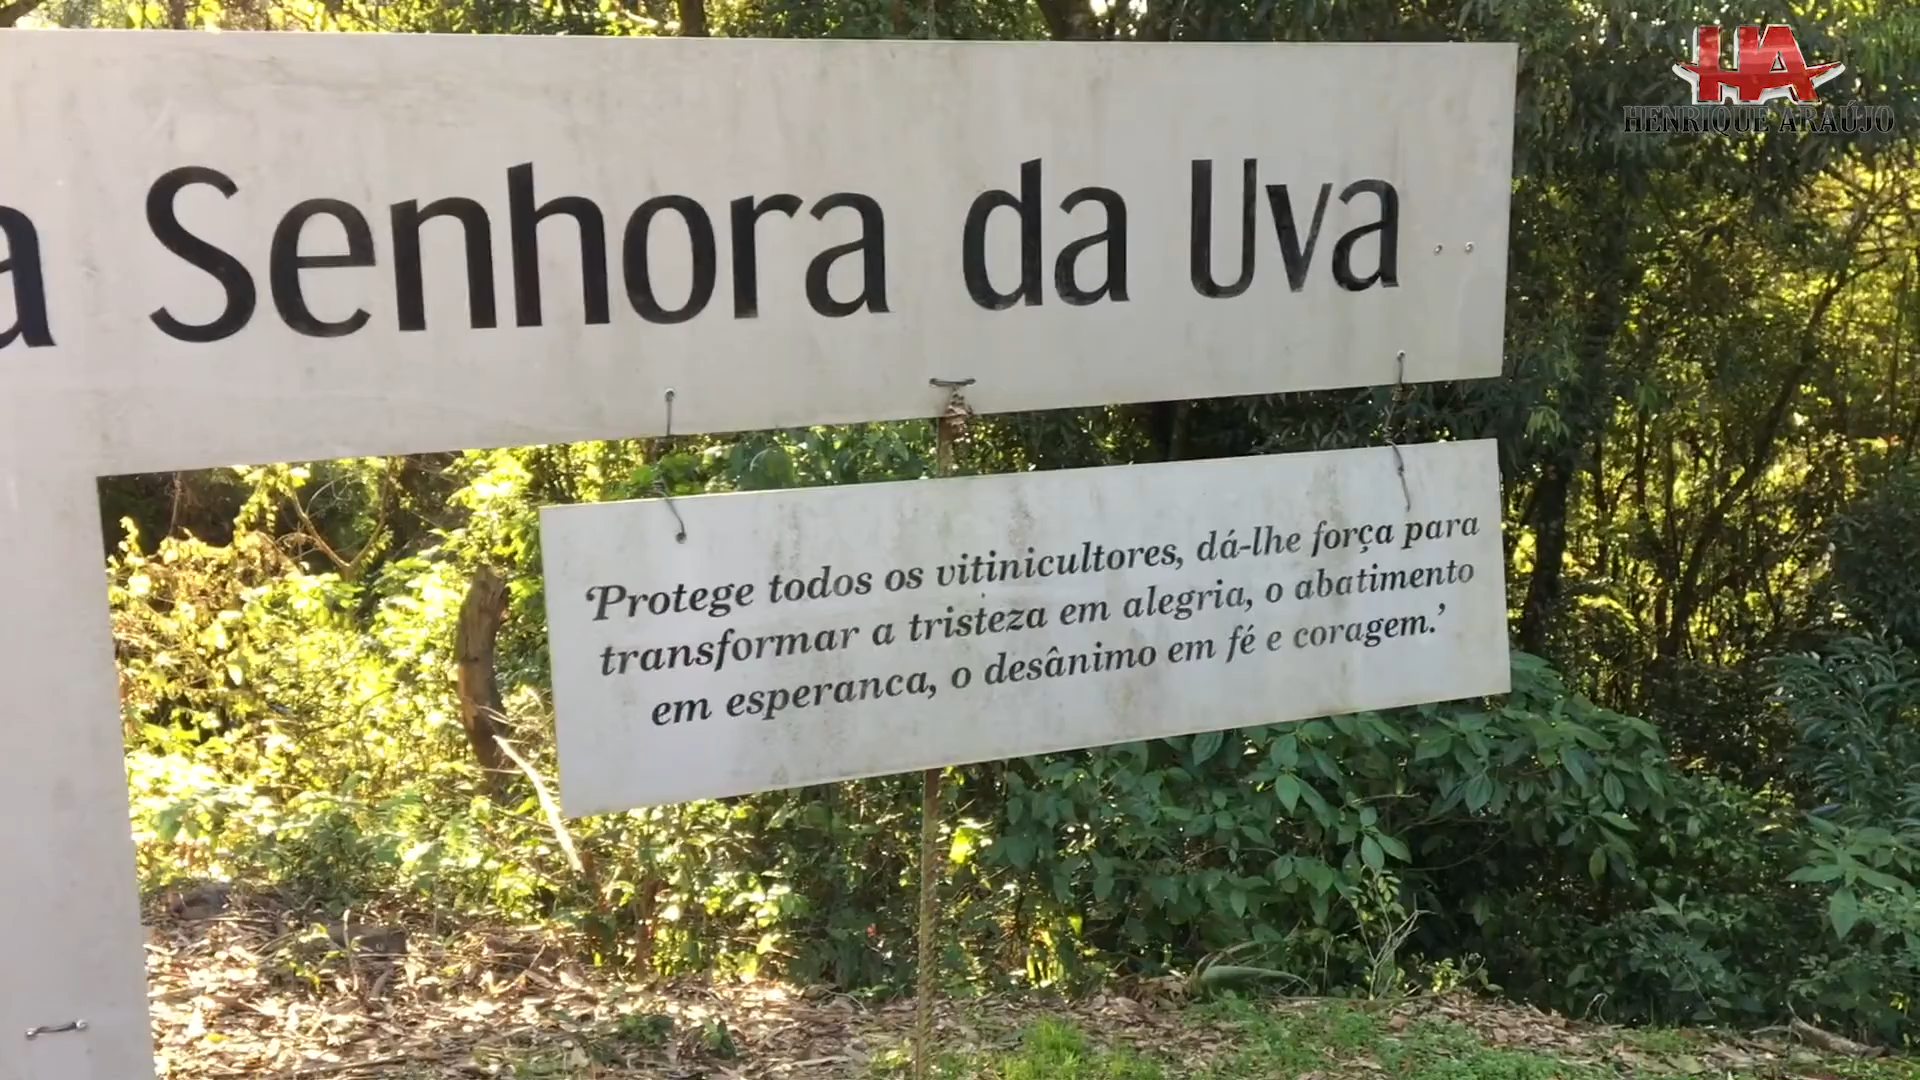 a Senhora da Uva
‘Protege todos os vitinicultores, dá-lhe força para
transformar a tristeza em alegria, o abatimento
em esperanca, o desânimo em fé e coragem.’
HA
HENRIQUE ARAÚJO